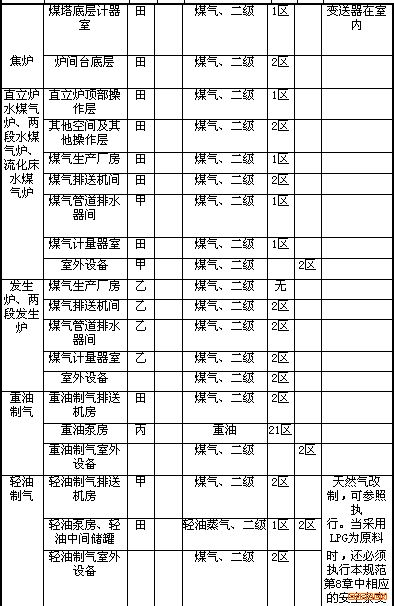 煤塔底层计器室 田 煤气、二级 1区 变送器在室内
焦炉 炉间台底层 田 煤气、二级 2区
直立炉水煤气炉、两段水煤气炉、流化床水煤气炉 直立炉顶部操作层 田 煤气、二级 1区
其他空间及其他操作层 田 煤气、二级 2区
煤气生产厂房 田 煤气、二级 1区
煤气排送机间 田 煤气、二级 2区
煤气管道排水器间 甲 煤气、二级 1区
煤气计量器室 田 煤气、二级 1区
室外设备 甲 煤气、二级 2区
发生炉、两段发生炉 煤气生产厂房 乙 煤气、二级 无
煤气排送机间 乙 煤气、二级 2区
煤气管道排水器间 乙 煤气、二级 2区
煤气计量器室 乙 煤气、二级 2区
室外设备 煤气、二级 2区
重油制气 重油制气排送机房 田 煤气、二级 2区
重油泵房 丙 重油 21区
重油制气室外设备 煤气、二级 2区
轻油制气 轻油制气排送机房 甲 煤气、二级 2区 天然气改制，可参照执
轻油泵房、轻油中间储罐 田 轻油蒸气、二级 1区 2区 行。当采用LPG为原料
轻油制气室外设备 煤气、二级 2区 时，还必须执行本规范第8章中相应的安全条文